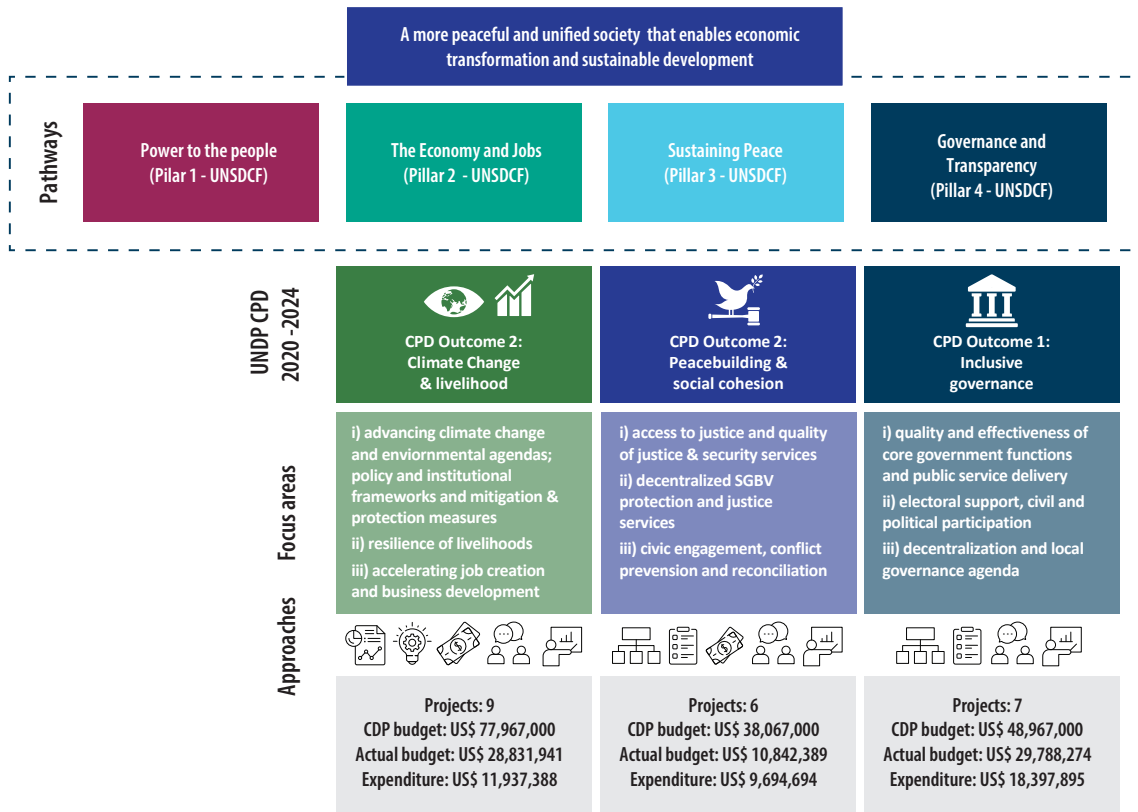 A more peaceful and unified society that enables economic
transformation and sustainable development
Pathways
Power to the people
(Pilar 1 - UNSDCF)
The Economy and Jobs
(Pillar 2 - UNSDCF)
Sustaining Peace
(Pillar 3 - UNSDCF)
Governance and
Transparency
(Pillar 4 - UNSDCF)
UNDP CPD
2020 -2024
CPD Outcome 2:
Climate Change
& livelihood
CPD Outcome 2:
Peacebuilding &
social cohesion
CPD Outcome 1:
Inclusive
governance
Focus areas
i) advancing climate change
and enviornmental agendas;
policy and institutional
frameworks and mitigation &
protection measures
ii) resilience of livelihoods
iii) accelerating job creation
and business development
i) access to justice and quality
of justice & security services
ii) decentralized SGBV
protection and justice
services
iii) civic engagement, conflict
prevention and reconciliation
i) quality and effectiveness of
core government functions
and public service delivery
ii) electoral support, civil and
political participation
iii) decentralization and local
governance agenda
Approaches
Projects: 9
CDP budget: US$ 77,967,000
Actual budget: US$ 28,831,941
Expenditure: US$ 11,937,388
Projects: 6
CDP budget: US$ 38,067,000
Actual budget: US$ 10,842,389
Expenditure: US$ 9,694,694
Projects: 7
CDP budget: US$ 48,967,000
Actual budget: US$ 29,788,274
Expenditure: US$ 18,397,895